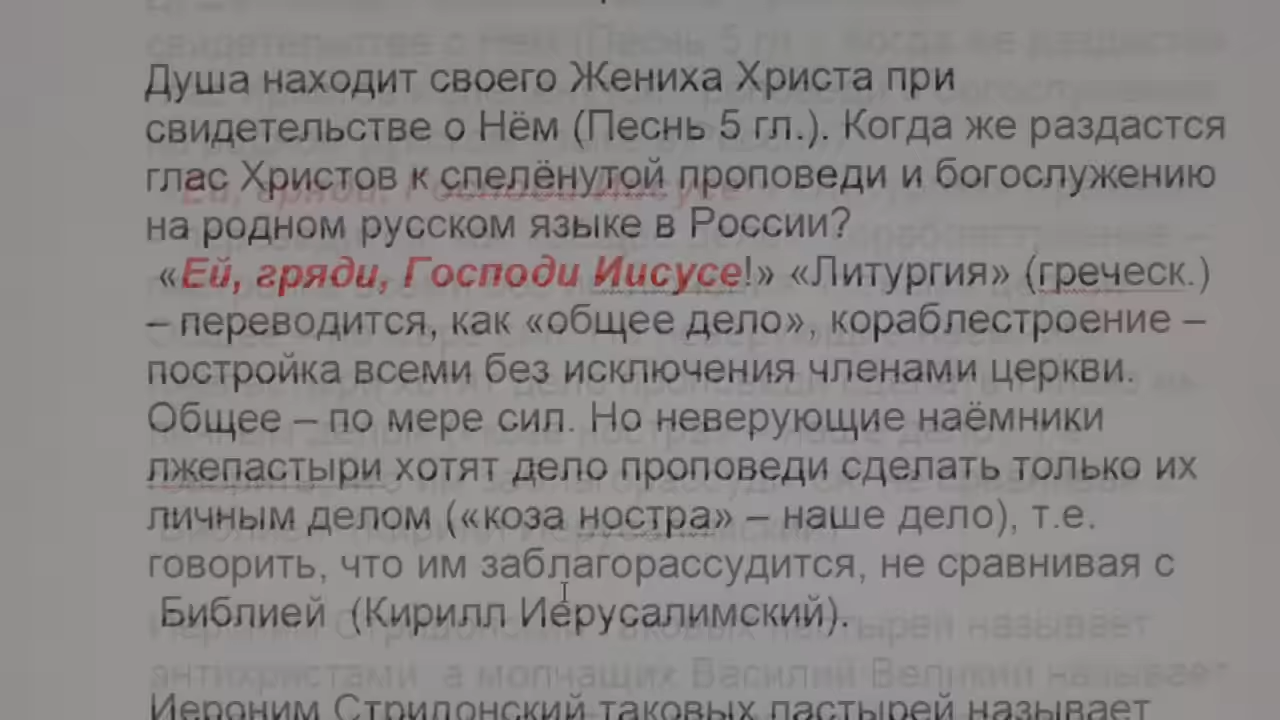 Душа находит своего Жениха Христа при
свидетельстве о Нём (Песнь 5 гл.). Когда же раздастся
глас Христов к спелёнутой проповеди и богослужению
на родном русском языке в России?
«Ей, гряди, Господи Иисусе!» «Литургия» (греческ.)
– переводится, как «общее дело», кораблестроение –
постройка всеми без исключения членами церкви.
Общее – по мере сил. Но неверующие наёмники
лжепастыри хотят дело проповеди сделать только их
личным делом («коза ностра» – наше дело), т.е.
говорить, что им заблагорассудится, не сравнивая с
Библией (Кирилл Иерусалимский).
Иероним Стридонский таковых пастырей называет